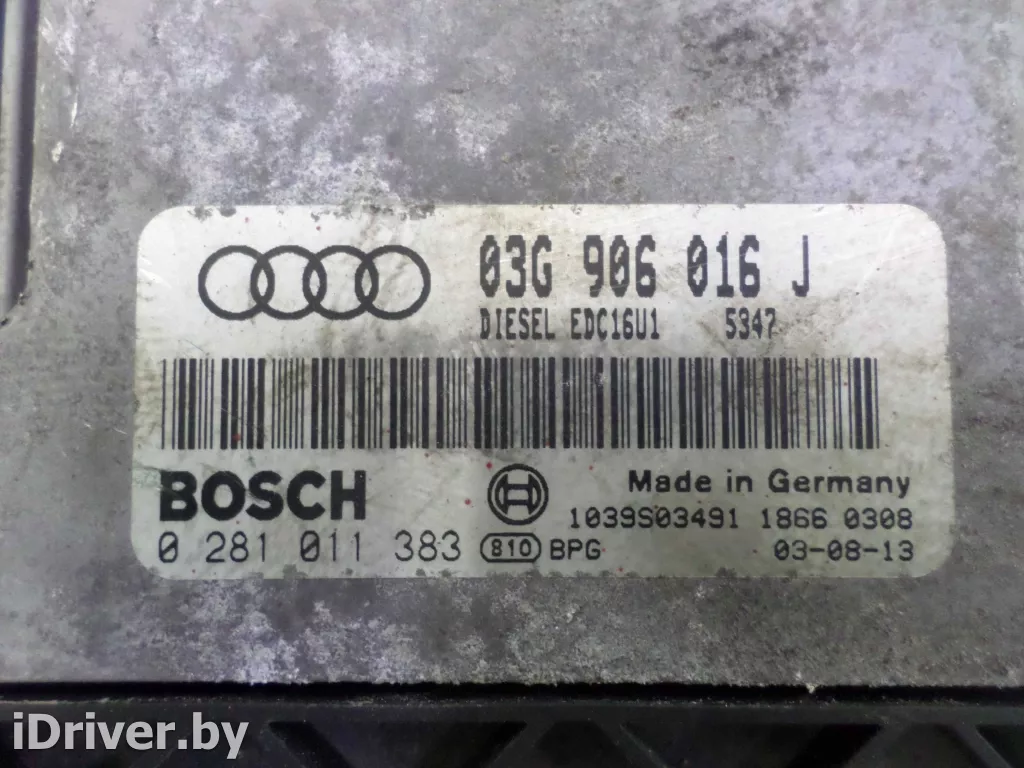 03G 906 016 J
DIESEL EDC16U1 5347
BOSCH
Made in Germany
1039S03491 1866 0308
0 281 011 383 810 BPG 03-08-13
iDriver.by